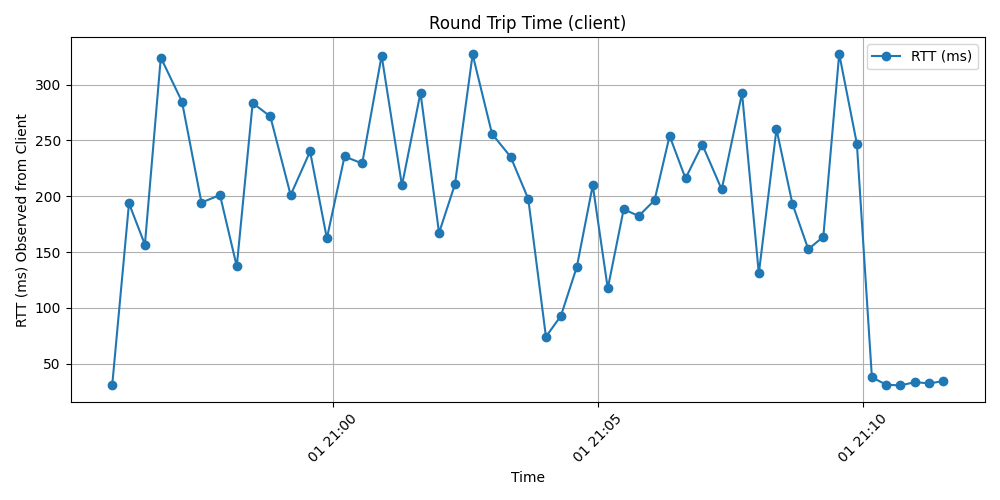 Round Trip Time (client)
RTT (ms)
RTT (ms) Observed from Client
300
250
200
150
100
50
01 21:00
01 21:05
01 21:10
Time